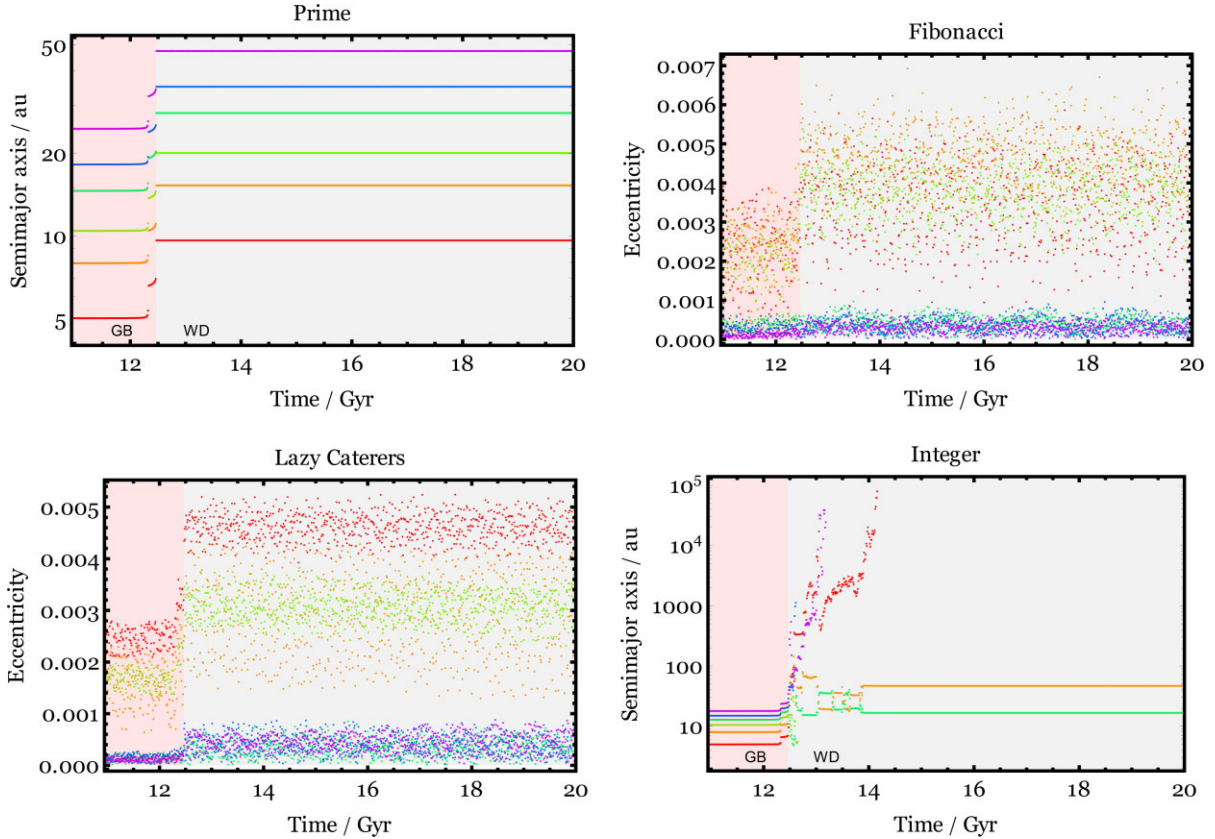 Prime
Semimajor axis / au
50
20
10
5
GB WD
12 14 16 18 20
Time / Gyr
Fibonacci
Eccentricity
0.007
0.006
0.005
0.004
0.003
0.002
0.001
0.000
12 14 16 18 20
Time / Gyr
Lazy Caterers
Eccentricity
0.005
0.004
0.003
0.002
0.001
0.000
12 14 16 18 20
Time / Gyr
Integer
Semimajor axis / au
10⁵
10⁴
1000
100
10
GB WD
12 14 16 18 20
Time / Gyr